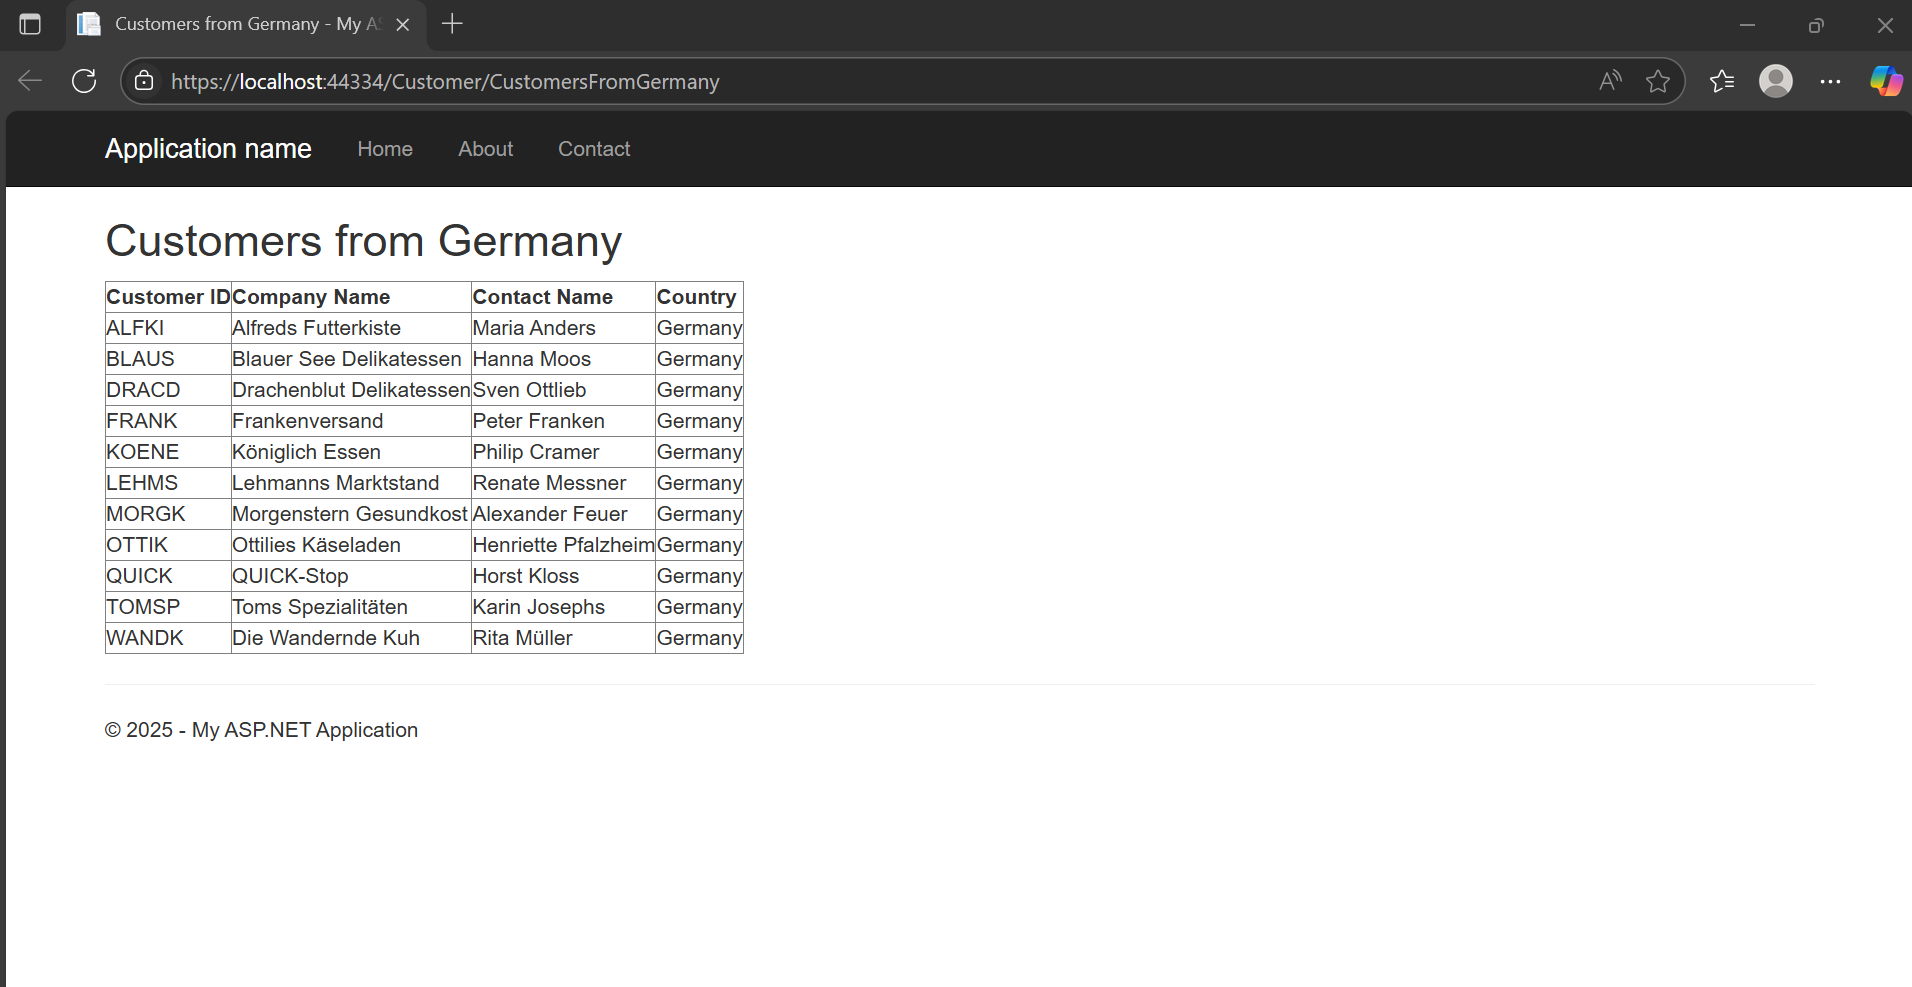 Customers from Germany - My A
https://localhost:44334/Customer/CustomersFromGermany
Application name Home About Contact
Customers from Germany
Customer ID Company Name Contact Name Country
ALFKI Alfreds Futterkiste Maria Anders Germany
BLAUS Blauer See Delikatessen Hanna Moos Germany
DRACD Drachenblut Delikatessen Sven Ottlieb Germany
FRANK Frankenversand Peter Franken Germany
KOENE Königlich Essen Philip Cramer Germany
LEHMS Lehmanns Marktstand Renate Messner Germany
MORGK Morgenstern Gesundkost Alexander Feuer Germany
OTTIK Ottilies Käseladen Henriette Pfalzheim Germany
QUICK QUICK-Stop Horst Kloss Germany
TOMSP Toms Spezialitäten Karin Josephs Germany
WANDK Die Wandernde Kuh Rita Müller Germany
© 2025 - My ASP.NET Application